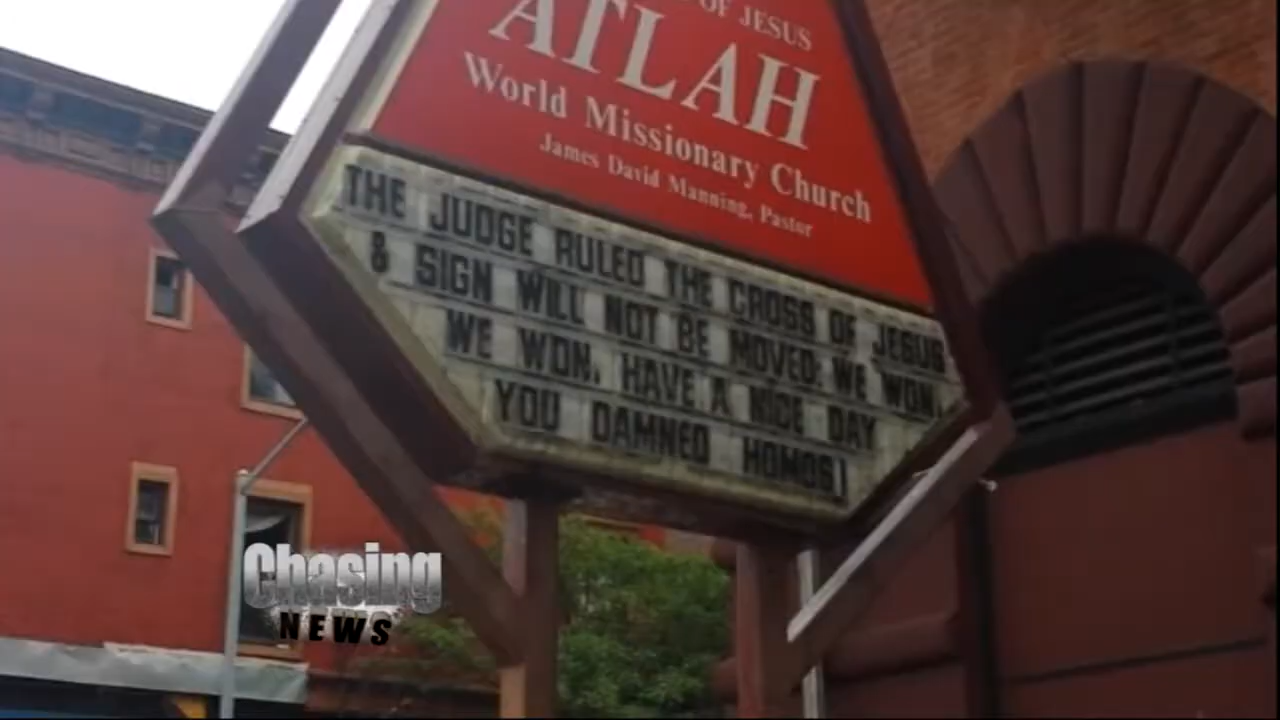 OF JESUS
ATLAH
World Missionary Church
James David Manning, Pastor
THE JUDGE RULED THE CROSS OF JESUS
& SIGN WILL NOT BE MOVED: WE WON.
WE WON. HAVE A NICE DAY
YOU DAMNED HOMOS!
Chasing
NEWS